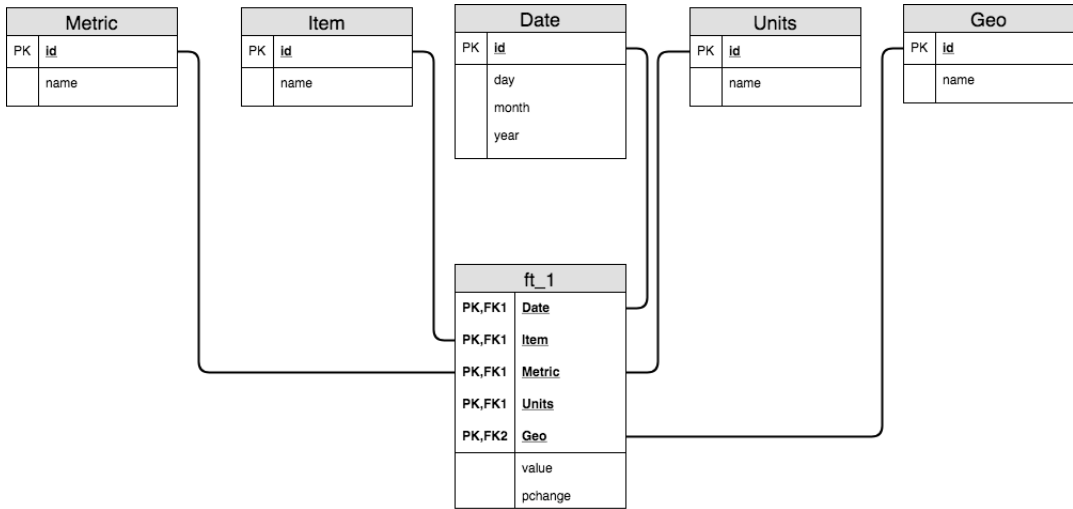 Metric
PK id
name
Item
PK id
name
Date
PK id
day
month
year
Units
PK id
name
Geo
PK id
name
ft_1
PK,FK1 Date
PK,FK1 Item
PK,FK1 Metric
PK,FK1 Units
PK,FK2 Geo
value
pchange